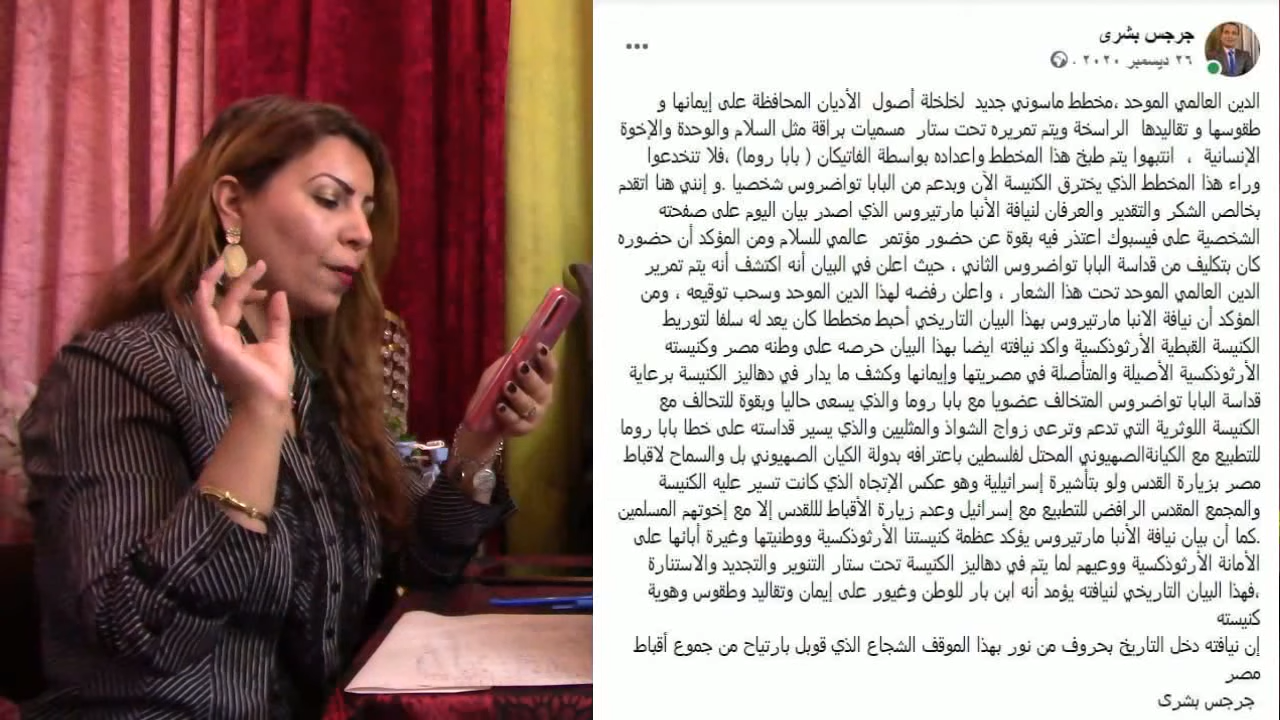 جرجس بشرى
٢٦ ديسمبر ٢٠٢٠ .
الدين العالمي الموحد ،مخطط ماسوني جديد لخلخلة أصول الأديان المحافظة على إيمانها و
طقوسها و تقاليدها الراسخة ويتم تمريره تحت ستار مسميات براقة مثل السلام والوحدة والإخوة
الإنسانية ، انتبهوا يتم طبخ هذا المخطط واعداده بواسطة الفاتيكان ( بابا روما) ،فلا تنخدعوا
وراء هذا المخطط الذي يخترق الكنيسة الآن وبدعم من البابا تواضروس شخصيا .و إنني هنا اتقدم
بخالص الشكر والتقدير والعرفان لنيافة الأنبا مارتيروس الذي اصدر بيان اليوم على صفحته
الشخصية على فيسبوك اعتذر فيه بقوة عن حضور مؤتمر عالمي للسلام ومن المؤكد أن حضوره
كان بتكليف من قداسة البابا تواضروس الثاني ، حيث اعلن في البيان أنه اكتشف أنه يتم تمرير
الدين العالمي الموحد تحت هذا الشعار ، واعلن رفضه لهذا الدين الموحد وسحب توقيعه ، ومن
المؤكد أن نيافة الانبا مارتيروس بهذا البيان التاريخي أحبط مخططا كان يعد له سلفا لتوريط
الكنيسة القبطية الأرثوذكسية واكد نيافته ايضا بهذا البيان حرصه على وطنه مصر وكنيسته
الأرثوذكسية الأصيلة والمتأصلة في مصريتها وإيمانها وكشف ما يدار في دهاليز الكنيسة برعاية
قداسة البابا تواضروس المتخالف عضويا مع بابا روما والذي يسعى حاليا وبقوة للتحالف مع
الكنيسة اللوثرية التي تدعم وترعى زواج الشواذ والمثليين والذي يسير قداسته على خطا بابا روما
للتطبيع مع الكيانةالصهيوني المحتل لفلسطين باعترافه بدولة الكيان الصهيوني بل والسماح لاقباط
مصر بزيارة القدس ولو بتأشيرة إسرائيلية وهو عكس الإتجاه الذي كانت تسير عليه الكنيسة
والمجمع المقدس الرافض للتطبيع مع إسرائيل وعدم زيارة الأقباط لللقدس إلا مع إخوتهم المسلمين
.كما أن بيان نيافة الأنبا مارتيروس يؤكد عظمة كنيستنا الأرثوذكسية ووطنيتها وغيرة أبائها على
الأمانة الأرثوذكسية ووعيهم لما يتم في دهاليز الكنيسة تحت ستار التنوير والتجديد والاستنارة
،فهذا البيان التاريخي لنيافته يؤمد أنه ابن بار للوطن وغيور على إيمان وتقاليد وطقوس وهوية
كنيسته
إن نيافته دخل التاريخ بحروف من نور بهذا الموقف الشجاع الذي قوبل بارتياح من جموع أقباط
مصر
جرجس بشرى